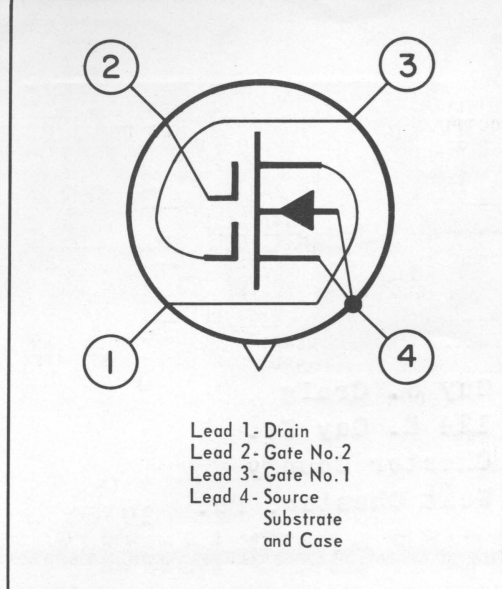 2
3
1
4
Lead 1- Drain
Lead 2- Gate No.2
Lead 3- Gate No.1
Lead 4- Source
Substrate
and Case